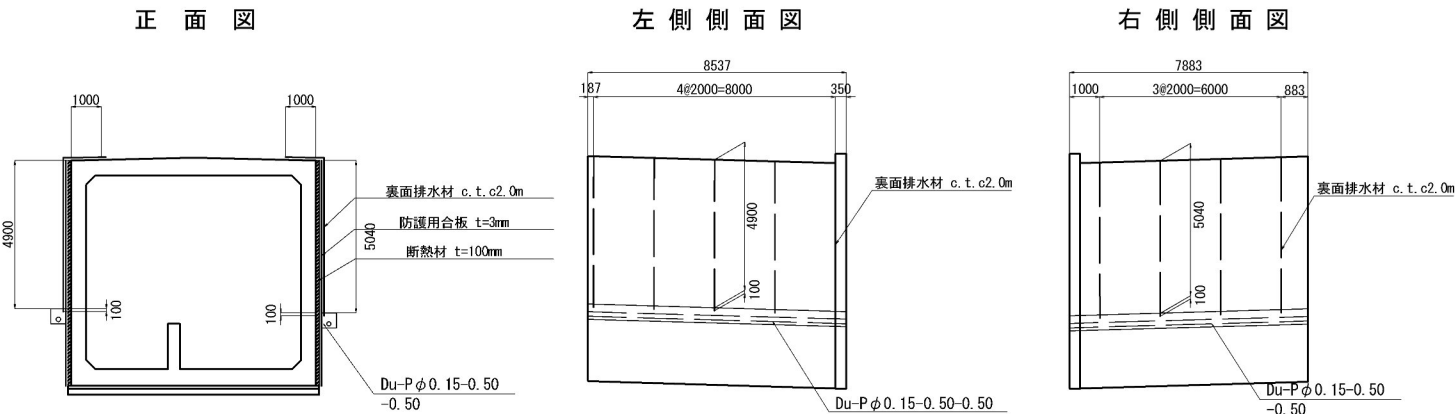 正面図
左側側面図
右側側面図
1000
1000
4900
5040
100
100
裏面排水材 c.t.c2.0m
防護用合板 t=3mm
断熱材 t=100mm
Du-Pφ0.15-0.50
-0.50
8537
187
4@2000=8000
350
4900
100
裏面排水材 c.t.c2.0m
Du-Pφ0.15-0.50-0.50
7883
1000
3@2000=6000
883
5040
100
裏面排水材 c.t.c2.0m
Du-Pφ0.15-0.50
-0.50